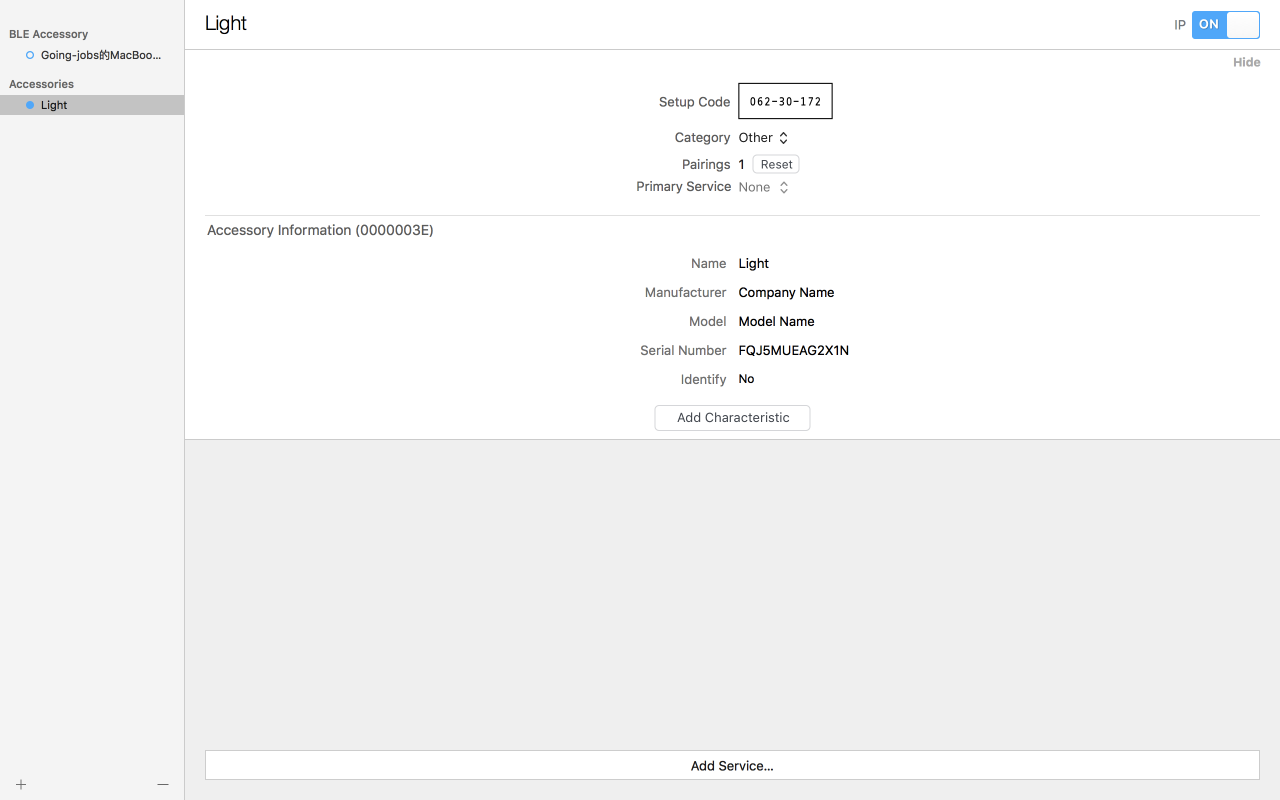 BLE Accessory
Going-jobs的MacBoo...
Accessories
Light
Light
IP ON
Hide
Setup Code 062-30-172
Category Other
Pairings 1 Reset
Primary Service None
Accessory Information (0000003E)
Name Light
Manufacturer Company Name
Model Model Name
Serial Number FQJ5MUEAG2X1N
Identify No
Add Characteristic
Add Service...